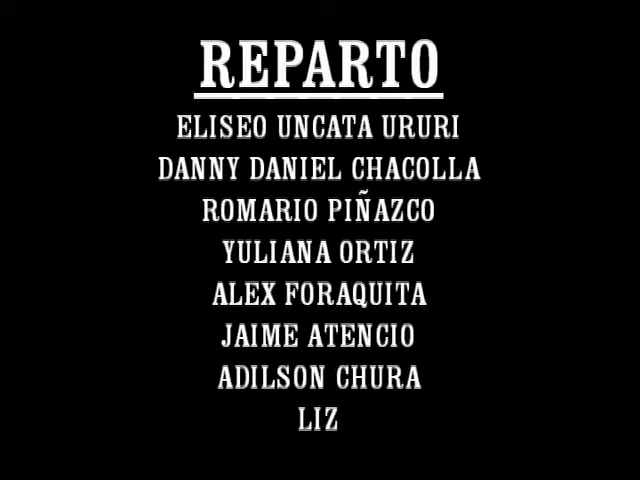 REPARTO
ELISEO UNCATA URURI
DANNY DANIEL CHACOLLA
ROMARIO PIÑAZCO
YULIANA ORTIZ
ALEX FORAQUITA
JAIME ATENCIO
ADILSON CHURA
LIZ